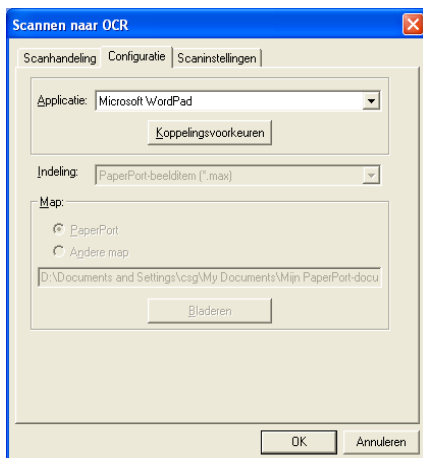 Scannen naar OCR
Scanhandeling Configuratie Scaninstellingen
Applicatie: Microsoft WordPad
Koppelingsvoorkeuren
Indeling: PaperPort-beelditem (*.max)
Map:
PaperPort
Andere map
D:\Documents and Settings\csg\My Documents\Mijn PaperPort-docu
Bladeren
OK Annuleren